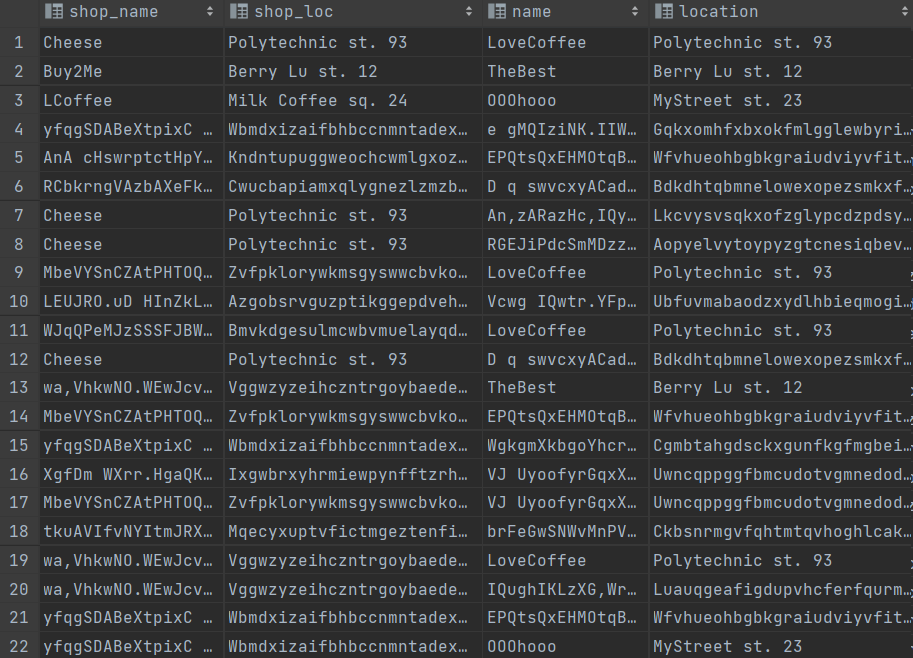 shop_name shop_loc name location
1 Cheese Polytechnic st. 93 LoveCoffee Polytechnic st. 93
2 Buy2Me Berry Lu st. 12 TheBest Berry Lu st. 12
3 LCoffee Milk Coffee sq. 24 OOOhooo MyStreet st. 23
4 yfqgSDABeXtpixC … Wbmdxizaifbhbccnmntadex… e gMQIziNK.IIW… Gqkxomhfxbxokfmlgglewbyri…
5 AnA cHswrptctHpY… Kndntupuggweochcwmlgxoz… EPQtsQxEHMOtqB… Wfvhueohbgbkgraiudviyvfit…
6 RCbkrngVAzbAXeFk… Cwucbapiamxqlygnezlzmzb… D q swvcxyACad… Bdkdhtqbmnelowexopezsmkxf…
7 Cheese Polytechnic st. 93 An,zARazHc,IQy… Lkcvysvsqkxofzglypcdzpdsy…
8 Cheese Polytechnic st. 93 RGEJiPdcSmMDzz… Aopyelvytoypyzgtcnesiqbev…
9 MbeVYSnCZAtPHTOQ… Zvfpklorywkmsgyswwcbvko… LoveCoffee Polytechnic st. 93
10 LEUJRO.uD HInZkL… Azgobsrvguzptikggepdveh… Vcwg IQwtr.YFp… Ubfuvmabaodzxydlhbieqmogi…
11 WJqQPeMJzSSSFJBW… Bmvkdgesulmcwbvmuelayqd… LoveCoffee Polytechnic st. 93
12 Cheese Polytechnic st. 93 D q swvcxyACad… Bdkdhtqbmnelowexopezsmkxf…
13 wa,VhkwNO.WEwJcv… Vggwzyzeihczntrgoybaede… TheBest Berry Lu st. 12
14 MbeVYSnCZAtPHTOQ… Zvfpklorywkmsgyswwcbvko… EPQtsQxEHMOtqB… Wfvhueohbgbkgraiudviyvfit…
15 yfqgSDABeXtpixC … Wbmdxizaifbhbccnmntadex… WgkgmXkbgoYhcr… Cgmbtahgdsckxgunfkgfmgbei…
16 XgfDm WXrr.HgaQK… Ixgwbrxyhrmiewpynfftzrh… VJ UyoofyrGqxX… Uwncqppggfbmcudotvgmnedod…
17 MbeVYSnCZAtPHTOQ… Zvfpklorywkmsgyswwcbvko… VJ UyoofyrGqxX… Uwncqppggfbmcudotvgmnedod…
18 tkuAVIfvNYItmJRX… Mqecyxuptvfictmgeztenfi… brFeGwSNWvMnPV… Ckbsnrmgvfqhtmtqvhoghlcak…
19 wa,VhkwNO.WEwJcv… Vggwzyzeihczntrgoybaede… LoveCoffee Polytechnic st. 93
20 wa,VhkwNO.WEwJcv… Vggwzyzeihczntrgoybaede… IQughIKLzXG,Wr… Luauqgeafigdupvhcferfqurm…
21 yfqgSDABeXtpixC … Wbmdxizaifbhbccnmntadex… EPQtsQxEHMOtqB… Wfvhueohbgbkgraiudviyvfit…
22 yfqgSDABeXtpixC … Wbmdxizaifbhbccnmntadex… OOOhooo MyStreet st. 23